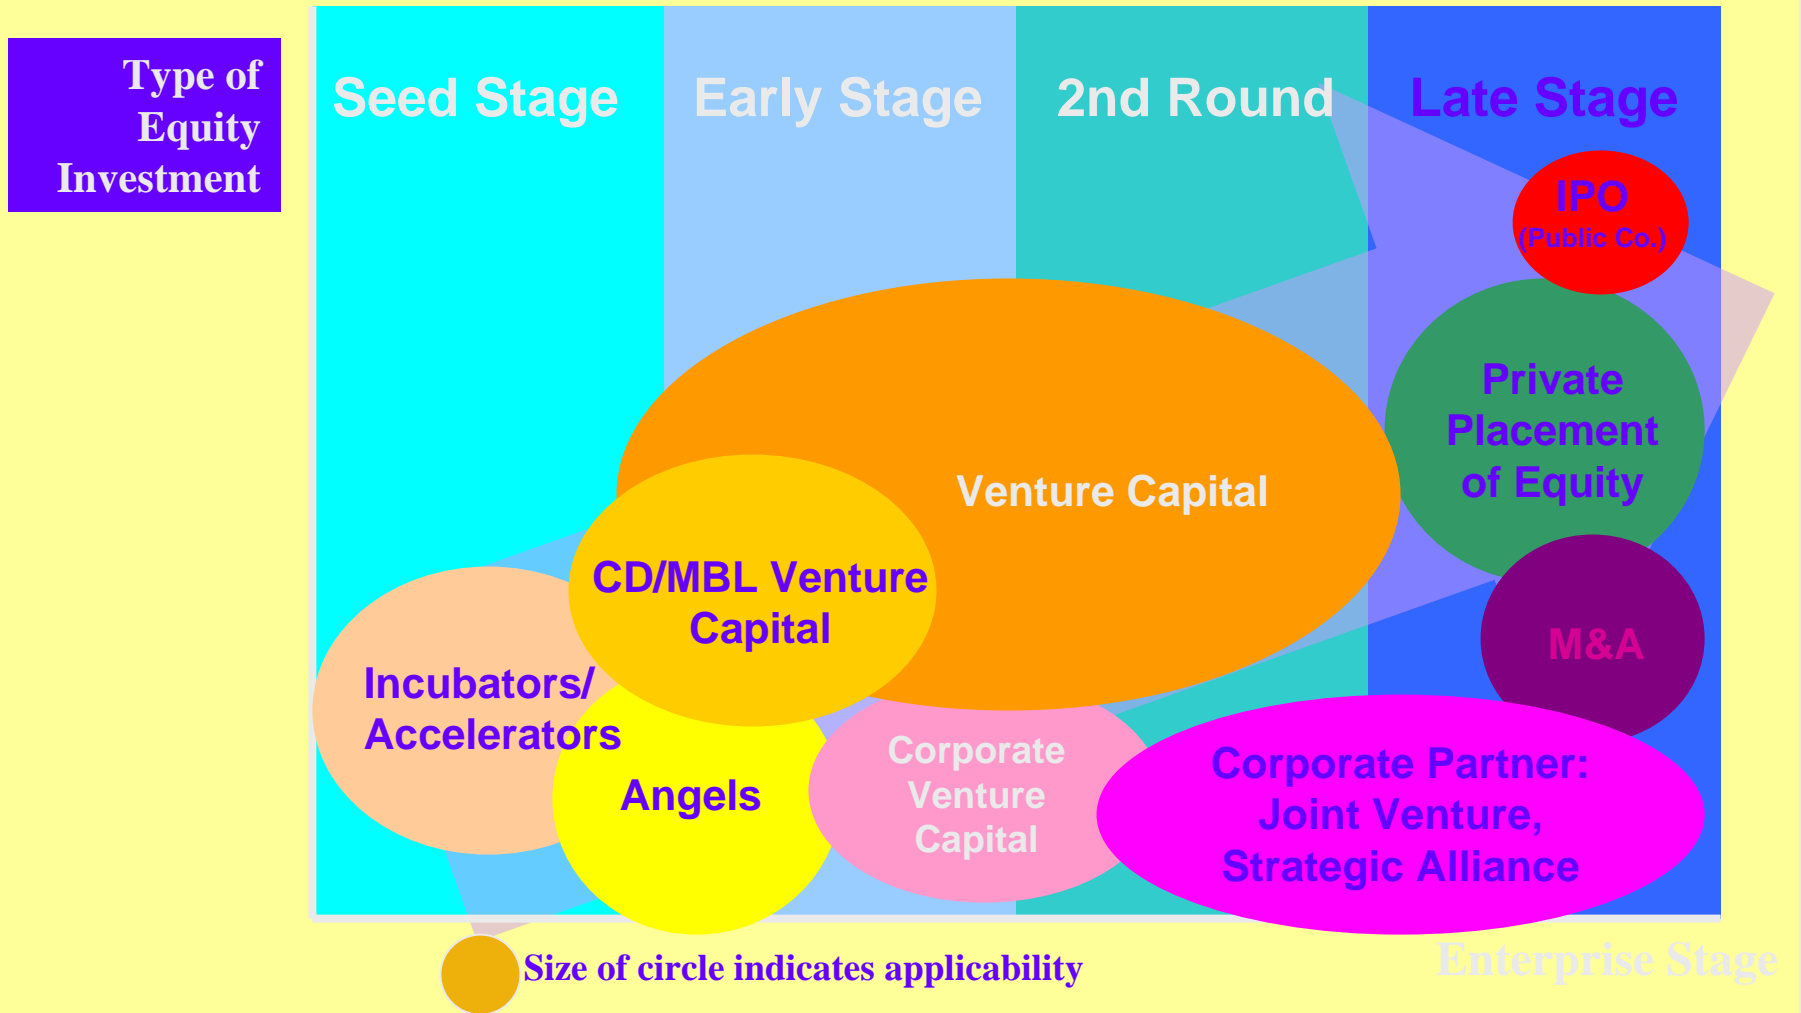 Type of
Equity
Investment
Seed Stage
Early Stage
2nd Round
Late Stage
IPO
(Public Co.)
Private
Placement
of Equity
Venture Capital
CD/MBL Venture
Capital
M&A
Incubators/
Accelerators
Angels
Corporate
Venture
Capital
Corporate Partner:
Joint Venture,
Strategic Alliance
Size of circle indicates applicability
Enterprise Stage